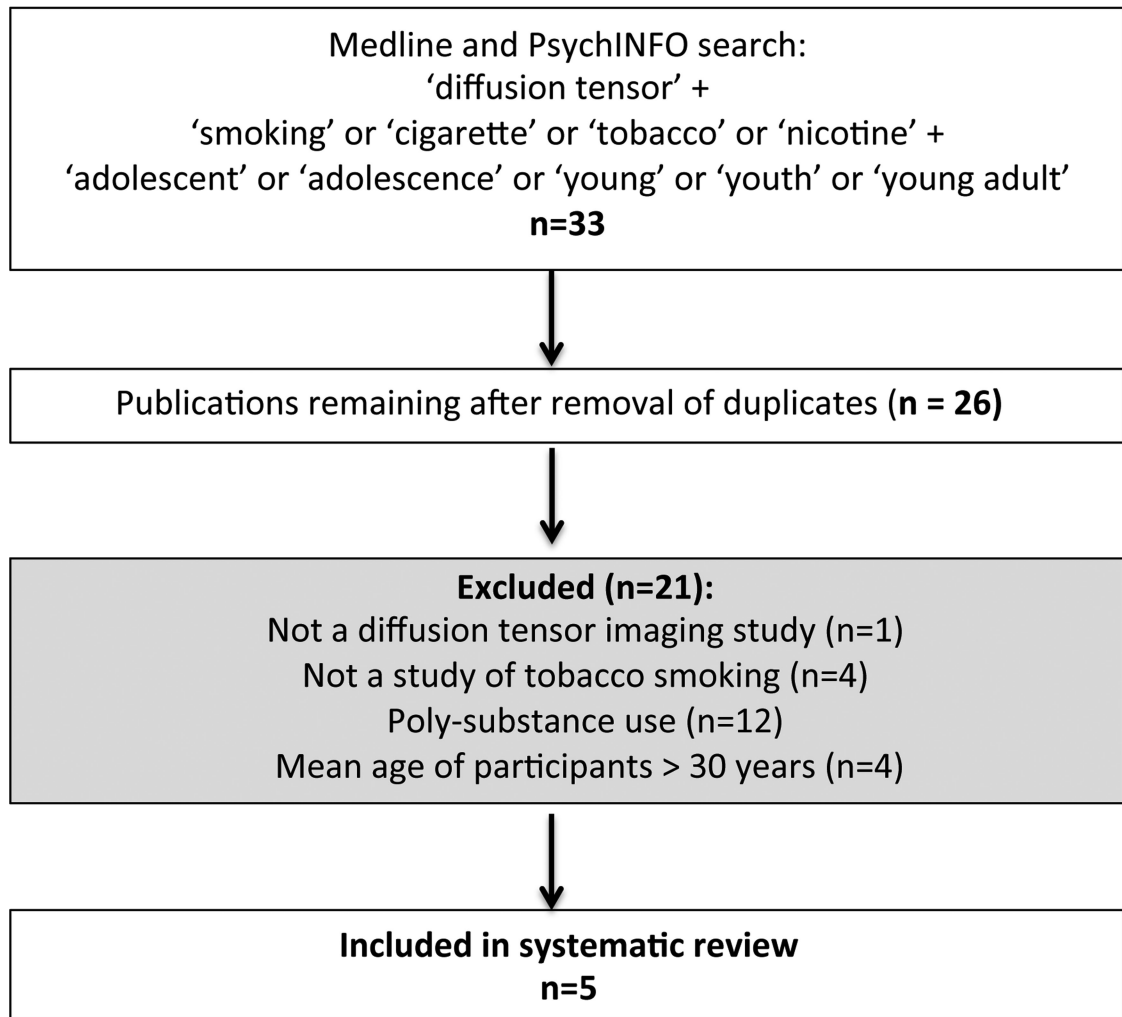 Medline and PsychINFO search:
‘diffusion tensor’ +
‘smoking’ or ‘cigarette’ or ‘tobacco’ or ‘nicotine’ +
‘adolescent’ or ‘adolescence’ or ‘young’ or ‘youth’ or ‘young adult’
n=33
Publications remaining after removal of duplicates (n = 26)
Excluded (n=21):
Not a diffusion tensor imaging study (n=1)
Not a study of tobacco smoking (n=4)
Poly-substance use (n=12)
Mean age of participants > 30 years (n=4)
Included in systematic review
n=5